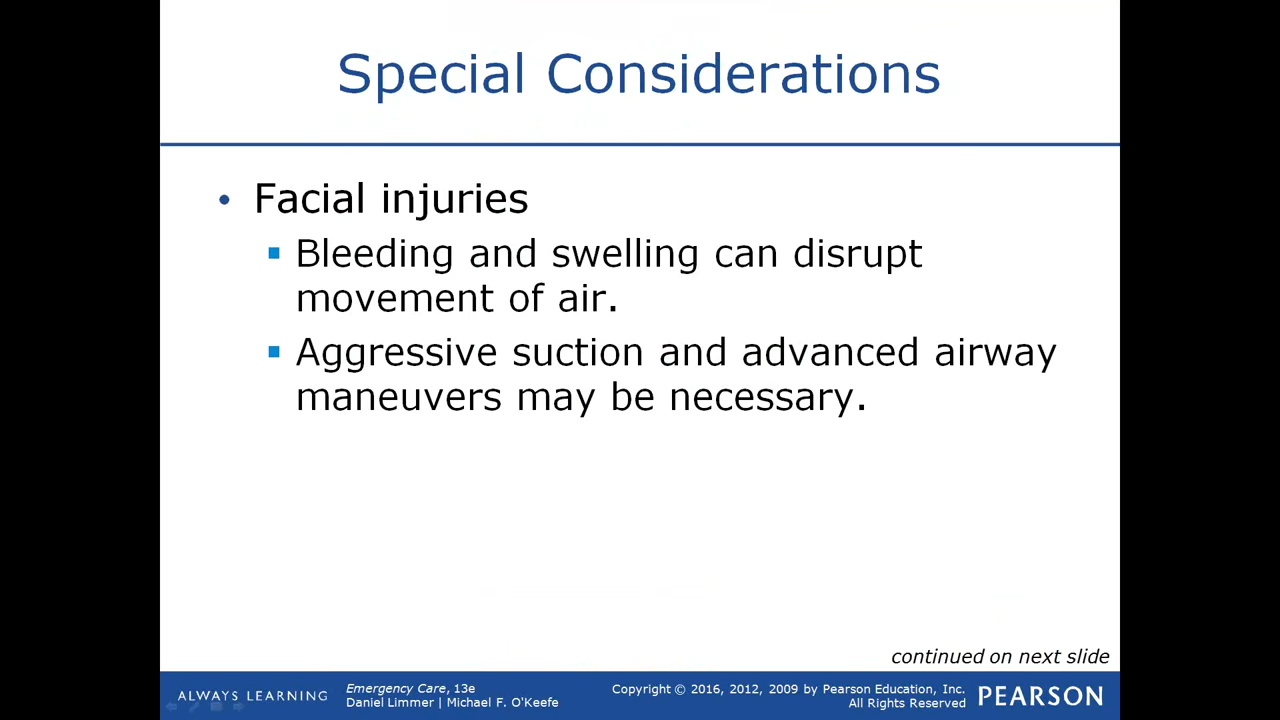 Special Considerations
• Facial injuries
▪ Bleeding and swelling can disrupt
movement of air.
▪ Aggressive suction and advanced airway
maneuvers may be necessary.
continued on next slide
ALWAYS LEARNING
Emergency Care, 13e
Daniel Limmer | Michael F. O'Keefe
Copyright © 2016, 2012, 2009 by Pearson Education, Inc.
All Rights Reserved
PEARSON